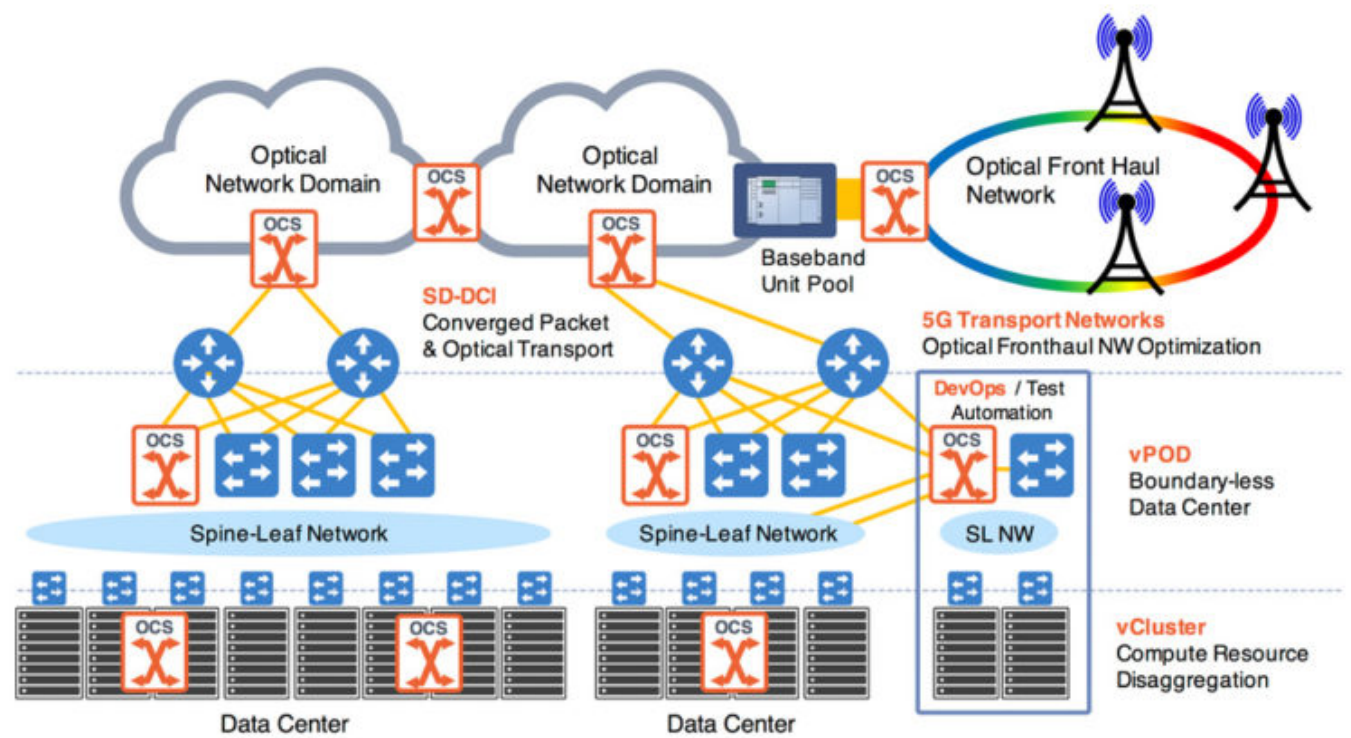 Optical
Network Domain
OCS
Optical
Network Domain
OCS
Optical Front Haul
Network
OCS
OCS
Baseband
Unit Pool
SD-DCI
Converged Packet
& Optical Transport
5G Transport Networks
Optical Fronthaul NW Optimization
DevOps / Test
Automation
OCS
OCS
OCS
vPOD
Boundary-less
Data Center
Spine-Leaf Network
Spine-Leaf Network
SL NW
OCS
OCS
OCS
vCluster
Compute Resource
Disaggregation
Data Center
Data Center